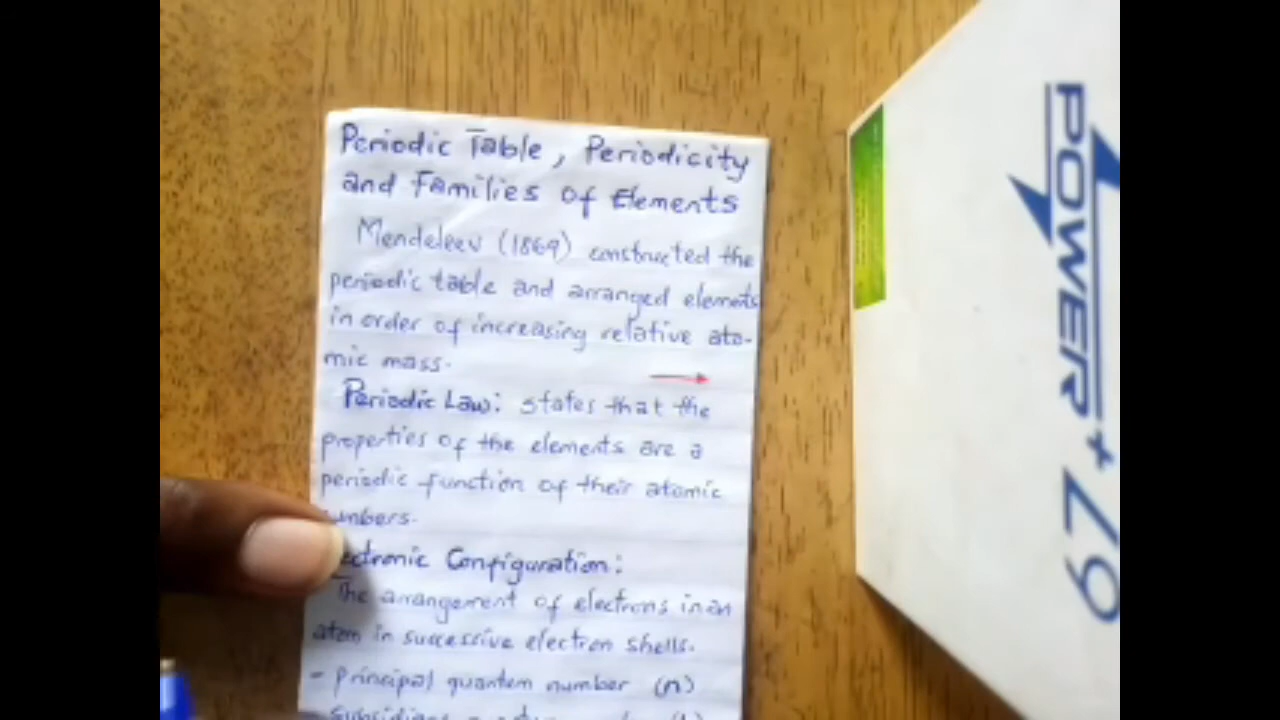 Periodic Table, Periodicity
and Families of Elements
Mendeleev (1869) constructed the
periodic table and arranged elements
in order of increasing relative ato-
mic mass.
Periodic Law: states that the
properties of the elements are a
periodic function of their atomic
numbers.
Electronic Configuration:
The arrangement of electrons in an
atom in successive electron shells.
- principal quantum number (n)
POWER+ 29